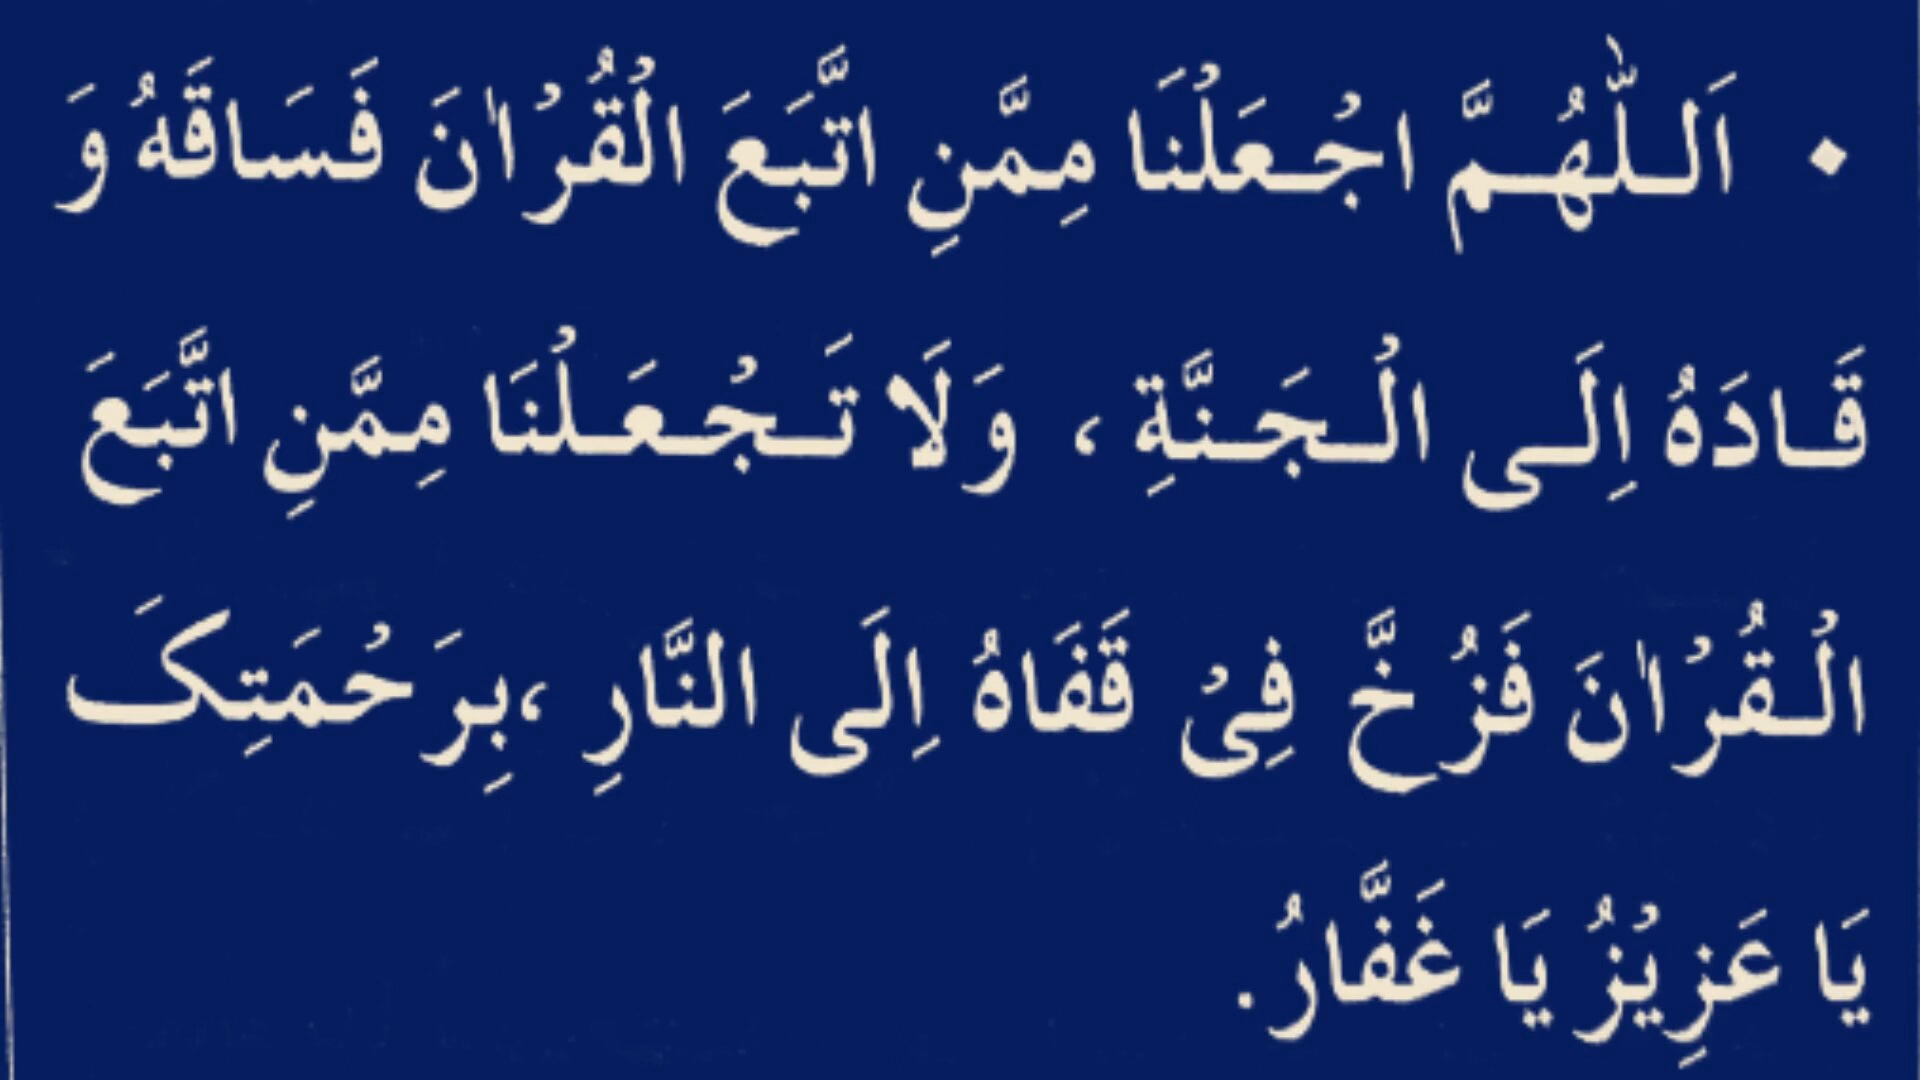 • اَللّٰهُمَّ اجْعَلْنَا مِمَّنِ اتَّبَعَ الْقُرْاٰنَ فَسَاقَهُ وَ
قَادَهُ اِلَى الْجَنَّةِ ، وَلَا تَجْعَلْنَا مِمَّنِ اتَّبَعَ
الْقُرْاٰنَ فَزُخَّ فِىْ قَفَاهُ اِلَى النَّارِ ،بِرَحْمَتِکَ
يَا عَزِيْزُ يَا غَفَّارُ.